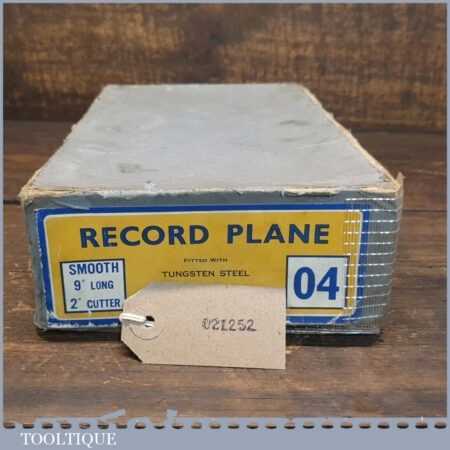 RECORD PLANE
FITTED WITH
TUNGSTEN STEEL
SMOOTH
9" LONG
2" CUTTER
04
021252
TOOLTIQUE